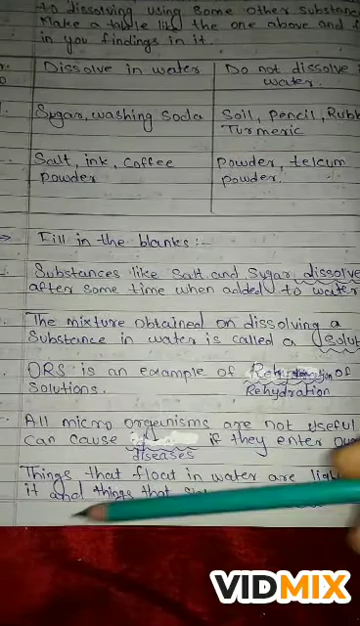 to dissolving using some other substanc
Make a table like the one above and f
in you findings in it.
Dissolve in water
Do not dissolve i
water.
Sugar, washing soda
Soil, Pencil, Rubb
Turmeric
Salt, ink, Coffee
powder
Powder, telcum
powder.
Fill in the blanks :-
Substances like Salt and Sugar dissolve
after some time when added to water
The mixture obtained on dissolving a
Substance in water is called a solut
ORS is an example of of
Solutions. Rehydration
All micro organisms are not useful
Can cause if they enter ou
diseases
Things that float in water are ligh
it and things that
VIDMIX